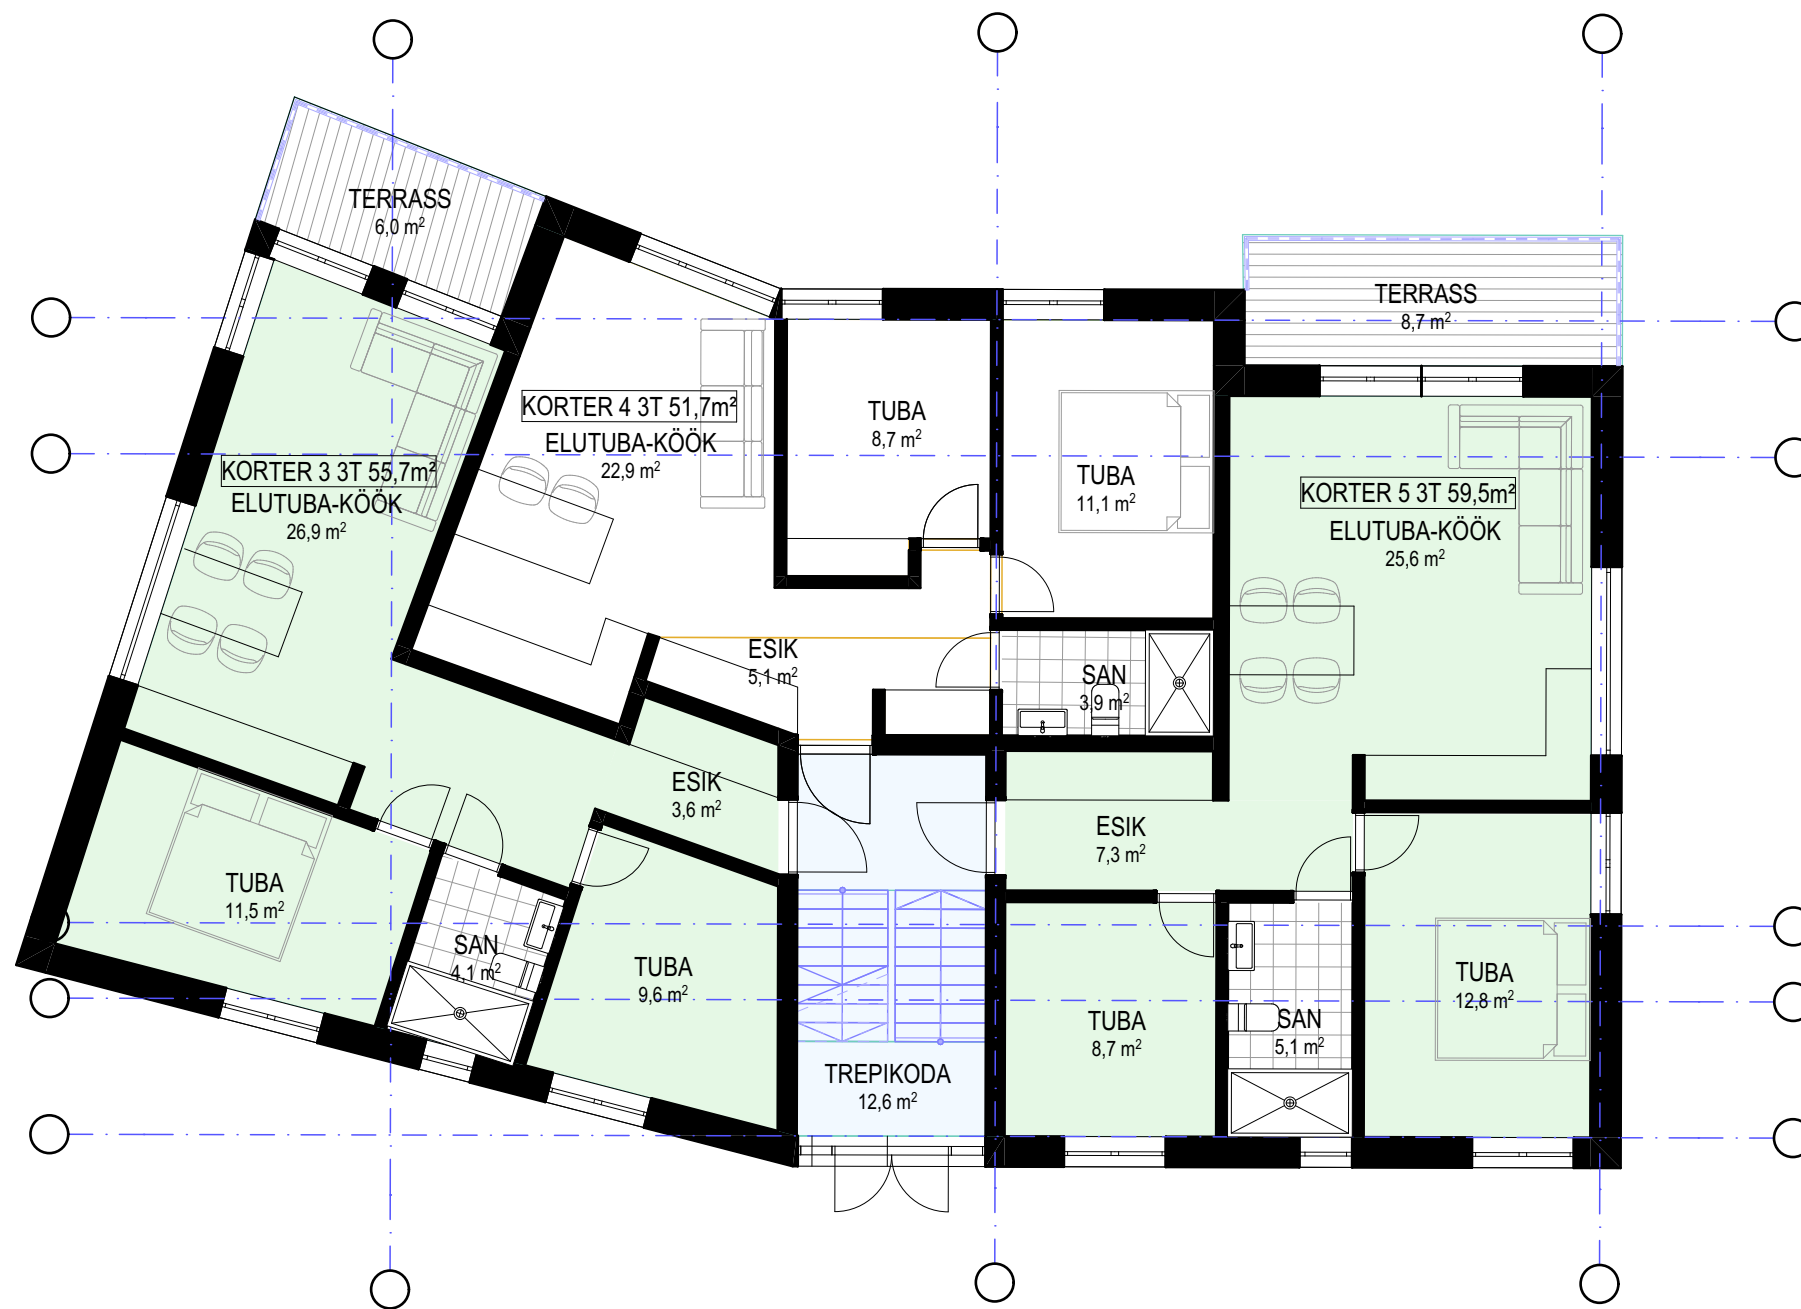 TERRASS
6,0 m²
TERRASS
8,7 m²
KORTER 4 3T 51,7m²
ELUTUBA-KÖÖK
22,9 m²
TUBA
8,7 m²
TUBA
11,1 m²
KORTER 3 3T 55,7m²
ELUTUBA-KÖÖK
26,9 m²
KORTER 5 3T 59,5m²
ELUTUBA-KÖÖK
25,6 m²
ESIK
5,1 m²
SAN
3,9 m²
ESIK
3,6 m²
ESIK
7,3 m²
TUBA
11,5 m²
SAN
4,1 m²
TUBA
9,6 m²
TUBA
8,7 m²
SAN
5,1 m²
TUBA
12,8 m²
TREPIKODA
12,6 m²